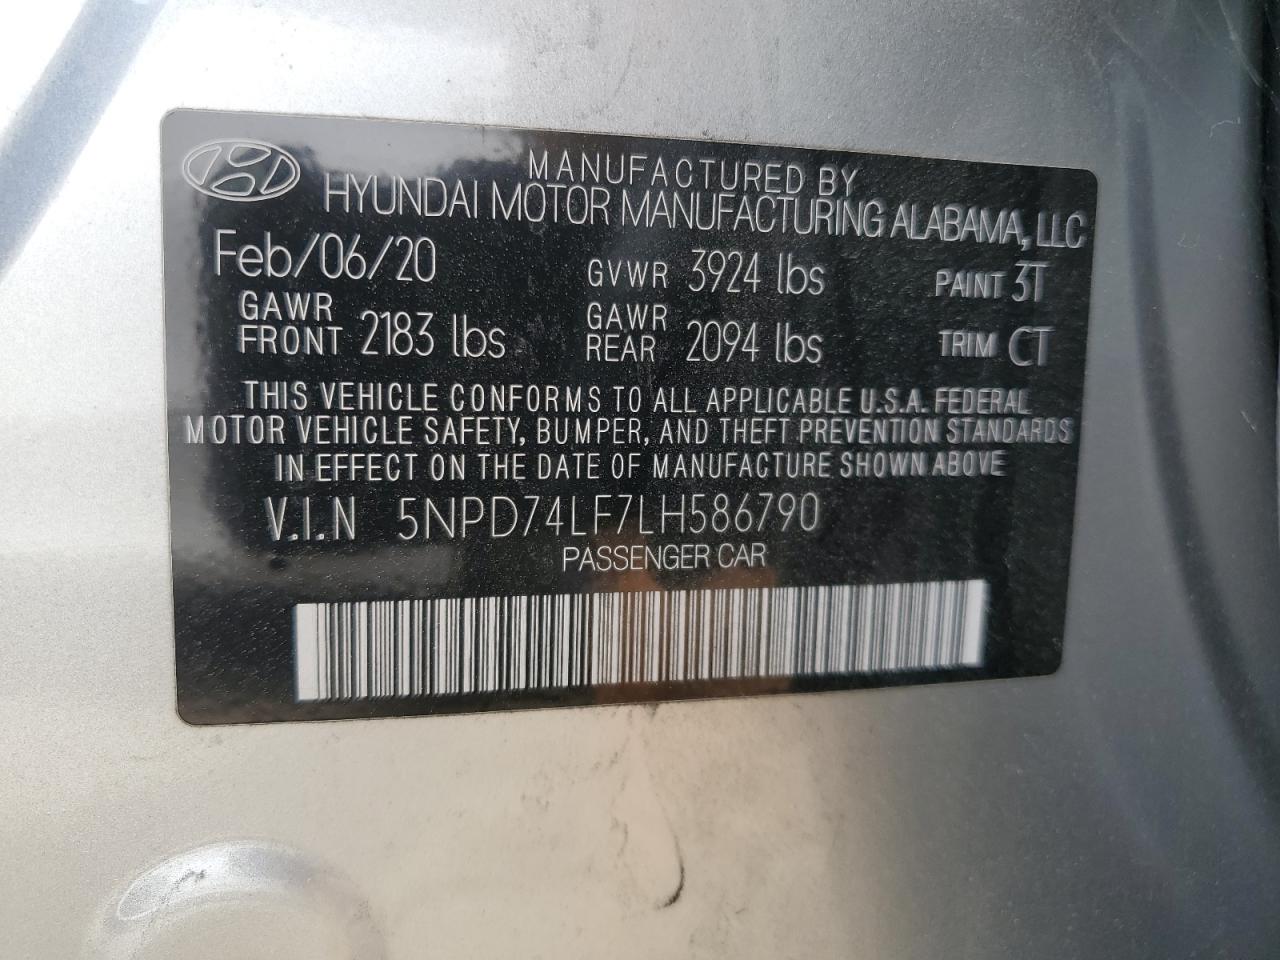 MANUFACTURED BY
HYUNDAI MOTOR MANUFACTURING ALABAMA, LLC
Feb/06/20 GVWR 3924 lbs PAINT 3T
GAWR FRONT 2183 lbs GAWR REAR 2094 lbs TRIM CT
THIS VEHICLE CONFORMS TO ALL APPLICABLE U.S.A. FEDERAL
MOTOR VEHICLE SAFETY, BUMPER, AND THEFT PREVENTION STANDARDS
IN EFFECT ON THE DATE OF MANUFACTURE SHOWN ABOVE
V.I.N 5NPD74LF7LH586790
PASSENGER CAR